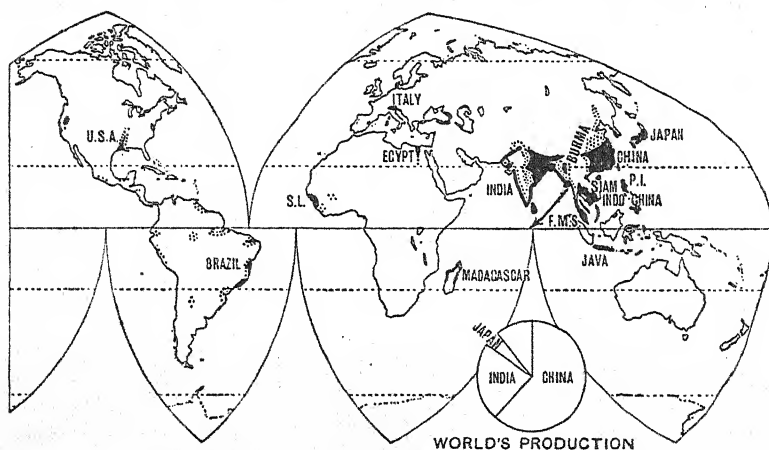 ITALY
U.S.A.
JAPAN
BURMA
CHINA
EGYPT
INDIA
SIAM
P.I.
S.L.
INDO-CHINA
F.M.S.
BRAZIL
JAVA
MADAGASCAR
JAPAN
INDIA
CHINA
WORLD'S PRODUCTION